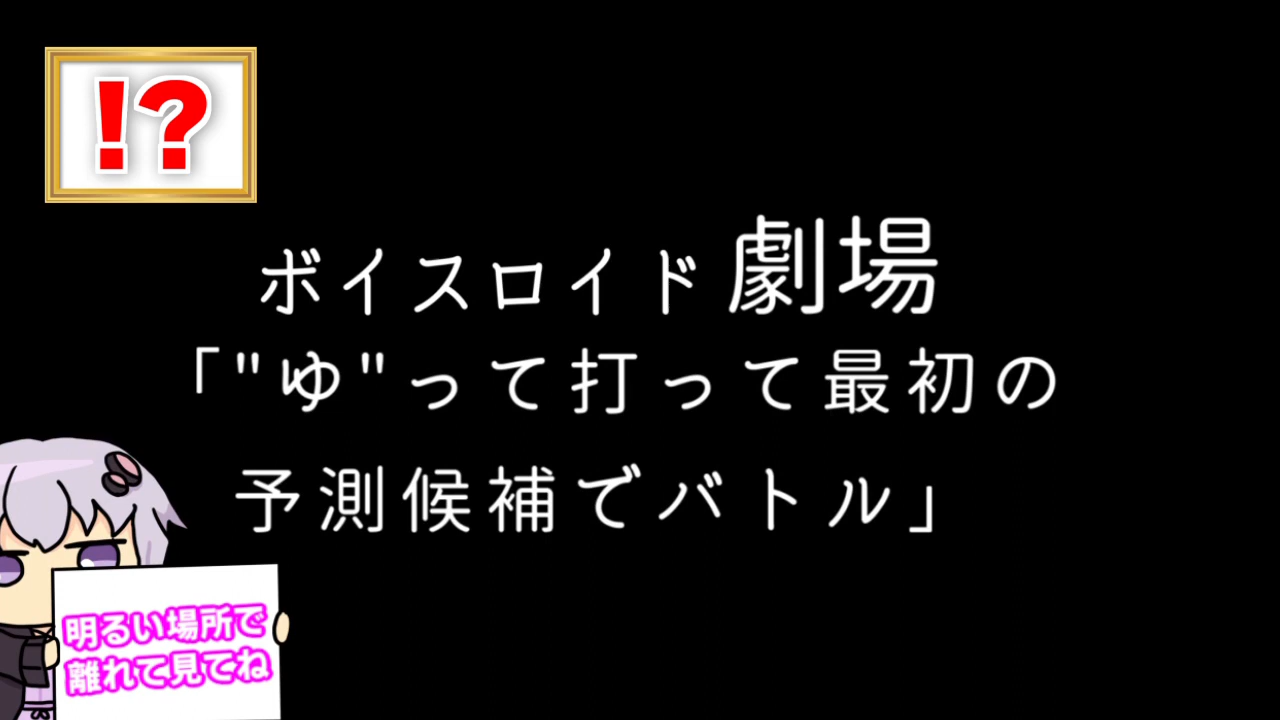 !?
ボイスロイド劇場
「"ゆ"って打って最初の
予測候補でバトル」
明るい場所で
離れて見てね